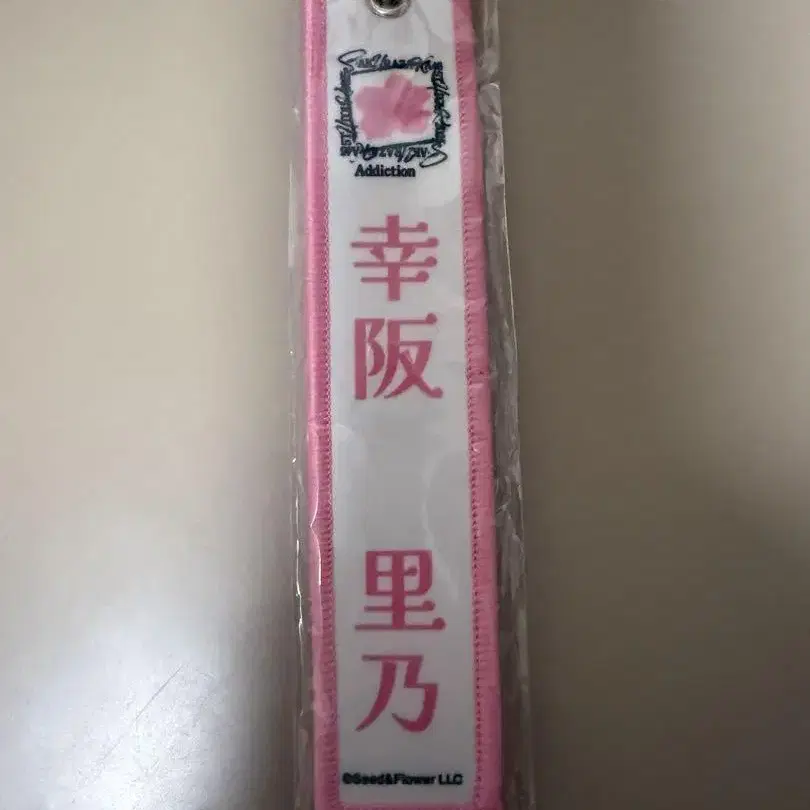 Addiction
幸阪
里乃
©Seed&Flower LLC